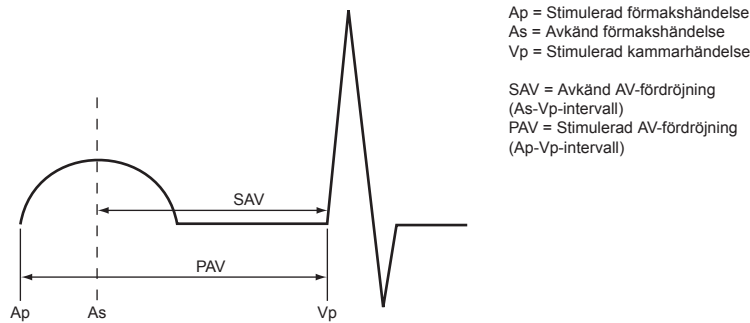 Ap = Stimulerad förmakshändelse
As = Avkänd förmakshändelse
Vp = Stimulerad kammarhändelse
SAV = Avkänd AV-fördröjning
(As-Vp-intervall)
PAV = Stimulerad AV-fördröjning
(Ap-Vp-intervall)
SAV
PAV
Ap As Vp